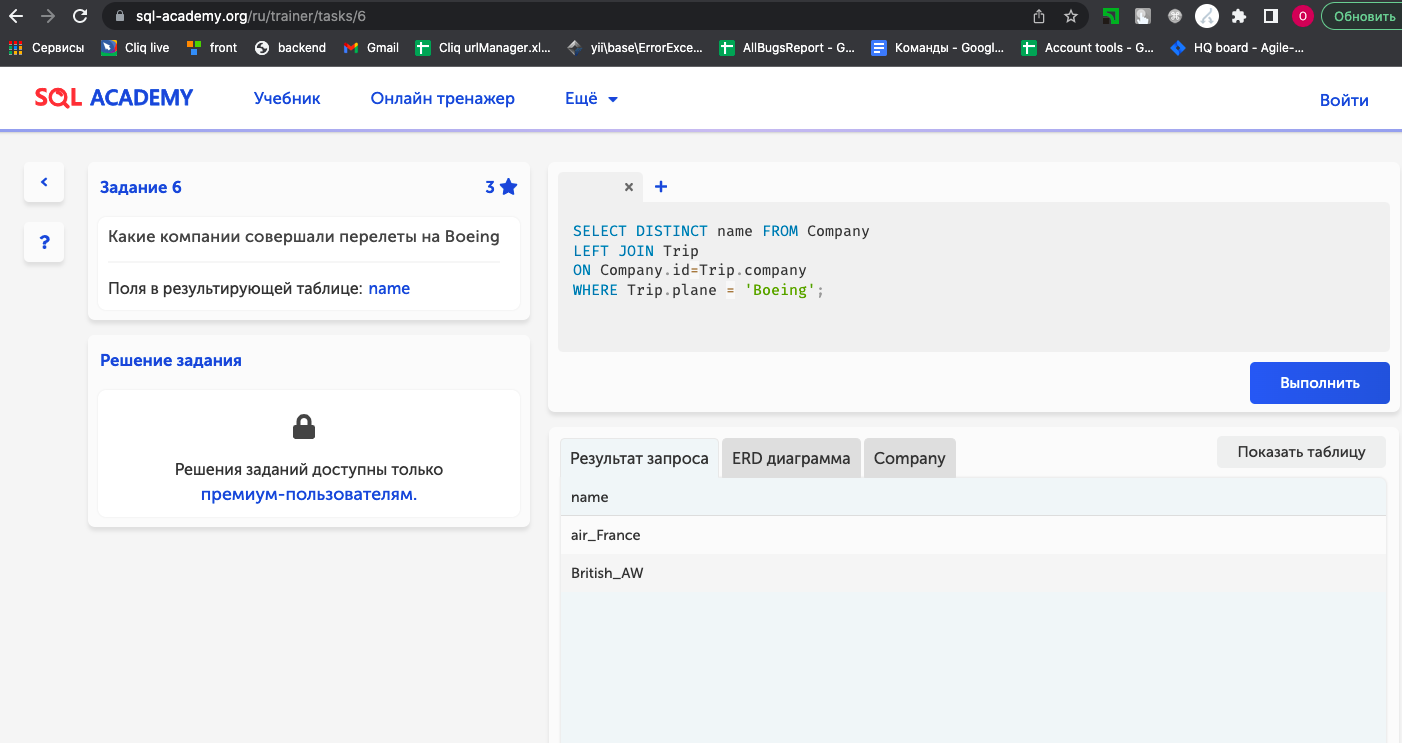 sql-academy.org/ru/trainer/tasks/6
О
Обновить
Сервисы
Cliq live
front
backend
Gmail
Cliq urlManager.xl...
yii\base\ErrorExce...
AllBugsReport - G...
Команды - Googl...
Account tools - G...
HQ board - Agile-...
SQL ACADEMY
Учебник
Онлайн тренажер
Ещё
Войти
Задание 6
3
Какие компании совершали перелеты на Boeing
Поля в результирующей таблице: name
Решение задания
Решения заданий доступны только
премиум-пользователям.
SELECT DISTINCT name FROM Company
LEFT JOIN Trip
ON Company.id=Trip.company
WHERE Trip.plane = 'Boeing';
Выполнить
Результат запроса
ERD диаграмма
Company
Показать таблицу
name
air_France
British_AW